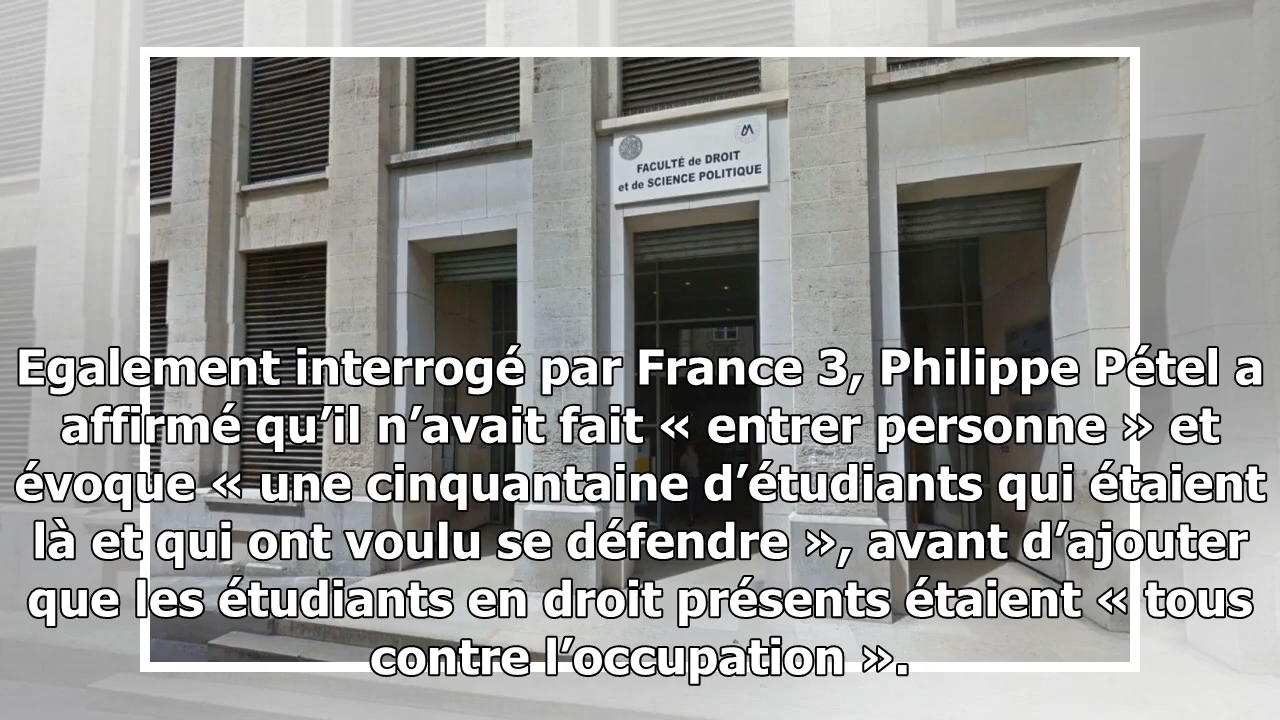 FACULTÉ de DROIT
et de SCIENCE POLITIQUE
Egalement interrogé par France 3, Philippe Pétel a
affirmé qu’il n’avait fait « entrer personne » et
évoque « une cinquantaine d’étudiants qui étaient
là et qui ont voulu se défendre », avant d’ajouter
que les étudiants en droit présents étaient « tous
contre l’occupation ».